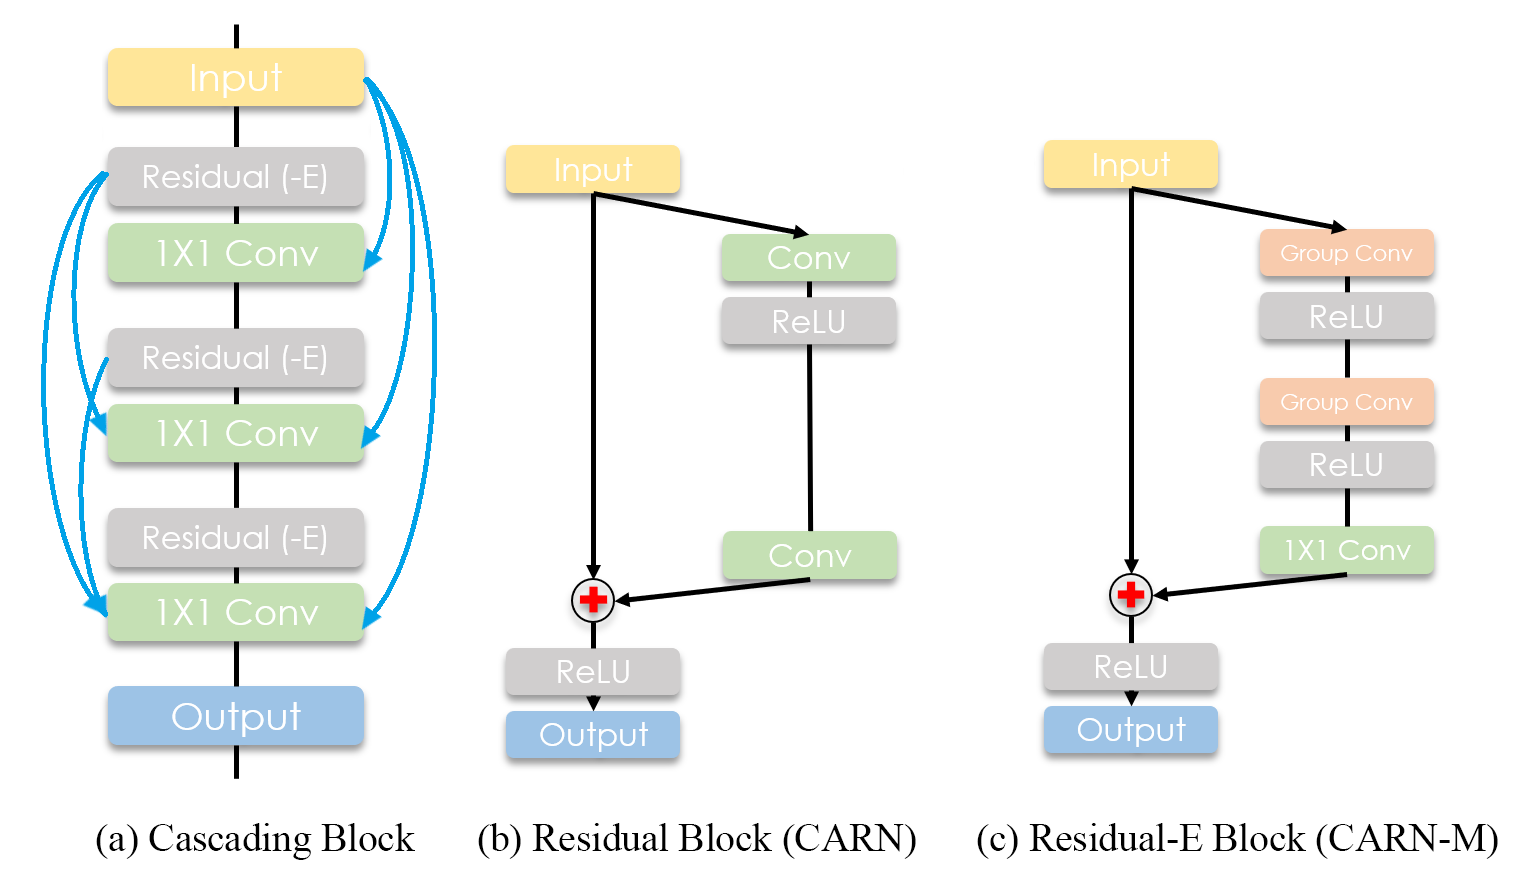 Input
Residual (-E)
1X1 Conv
Residual (-E)
1X1 Conv
Residual (-E)
1X1 Conv
Output
(a) Cascading Block
Input
Conv
ReLU
Conv
ReLU
Output
(b) Residual Block (CARN)
Input
Group Conv
ReLU
Group Conv
ReLU
1X1 Conv
ReLU
Output
(c) Residual-E Block (CARN-M)